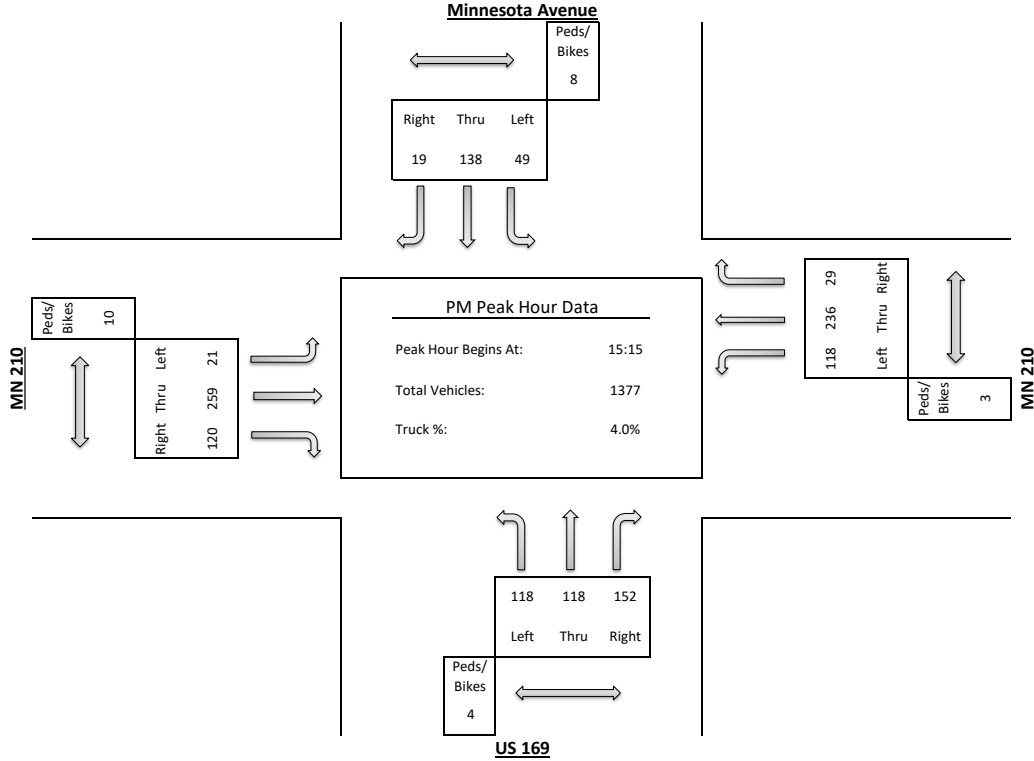 Minnesota Avenue
Peds/
Bikes
8
Right Thru Left
19 138 49
MN 210
Peds/
Bikes
10
Left 21
Thru 259
Right 120
PM Peak Hour Data
Peak Hour Begins At: 15:15
Total Vehicles: 1377
Truck %: 4.0%
29 Right
236 Thru
118 Left
Peds/
Bikes
3
MN 210
118 118 152
Left Thru Right
Peds/
Bikes
4
US 169